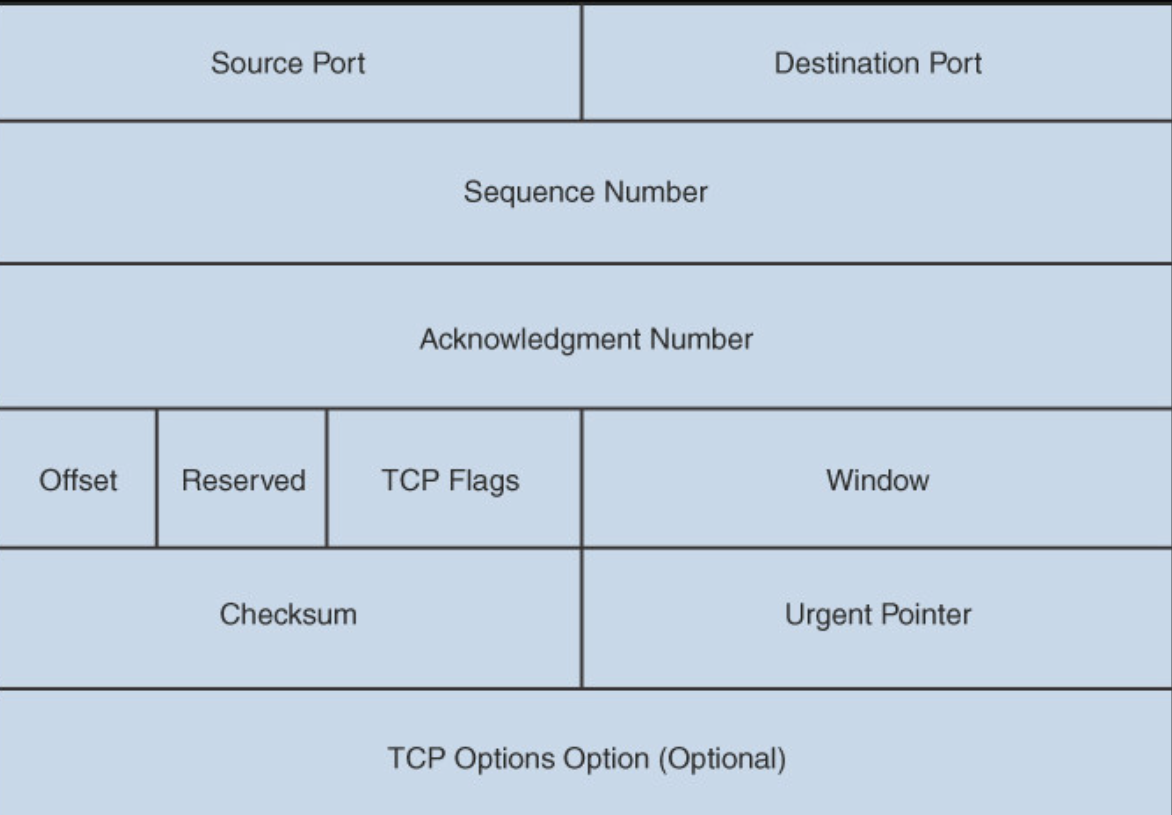 Source Port
Destination Port
Sequence Number
Acknowledgment Number
Offset
Reserved
TCP Flags
Window
Checksum
Urgent Pointer
TCP Options Option (Optional)